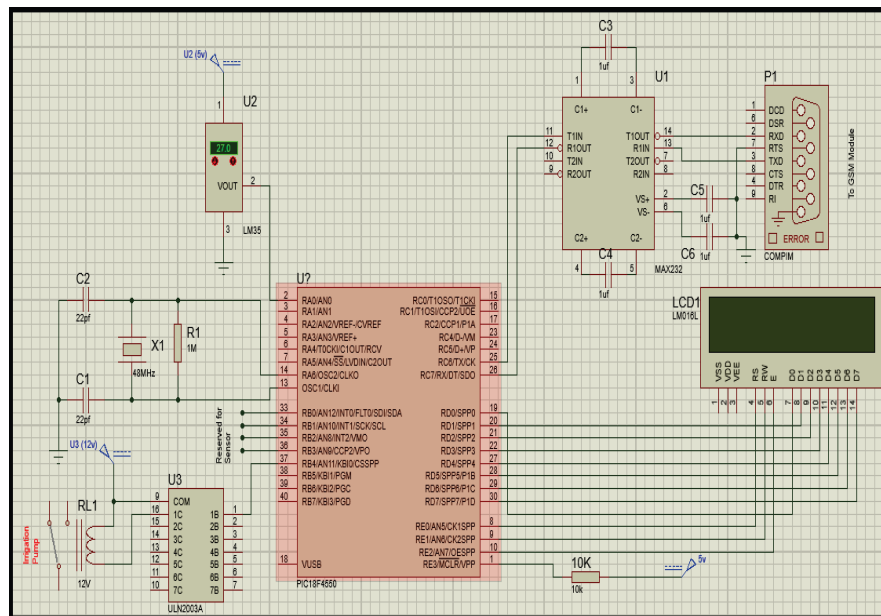 C3
1uf
U1
1
3
C1+
C1-
11
T1IN
T1OUT
14
12
R1OUT
R1IN
13
10
T2IN
T2OUT
7
9
R2OUT
R2IN
8
VS+
2
VS-
6
C2+
C2-
4
5
C4
1uf
MAX232
C5
1uf
C6
1uf
P1
1
DCD
6
DSR
2
RXD
7
RTS
3
TXD
8
CTS
4
DTR
9
RI
ERROR
COMPIM
To GSM Module
U2 (5v)
U2
1
27.0
VOUT
2
3
LM35
C2
22pf
X1
48MHz
R1
1M
C1
22pf
U?
2
RA0/AN0
3
RA1/AN1
4
RA2/AN2/VREF-/CVREF
5
RA3/AN3/VREF+
6
RA4/T0CKI/C1OUT/RCV
7
RA5/AN4/SS/LVDIN/C2OUT
14
RA6/OSC2/CLKO
13
OSC1/CLKI
33
RB0/AN12/INT0/FLT0/SDI/SDA
34
RB1/AN10/INT1/SCK/SCL
35
RB2/AN8/INT2/VMO
36
RB3/AN9/CCP2/VPO
37
RB4/AN11/KBI0/CSSPP
38
RB5/KBI1/PGM
39
RB6/KBI2/PGC
40
RB7/KBI3/PGD
18
VUSB
RC0/T1OSO/T1CKI
15
RC1/T1OSI/CCP2/UOE
16
RC2/CCP1/P1A
17
RC4/D-/VM
23
RC5/D+/VP
24
RC6/TX/CK
25
RC7/RX/DT/SDO
26
RD0/SPP0
19
RD1/SPP1
20
RD2/SPP2
21
RD3/SPP3
22
RD4/SPP4
27
RD5/SPP5/P1B
28
RD6/SPP6/P1C
29
RD7/SPP7/P1D
30
RE0/AN5/CK1SPP
8
RE1/AN6/CK2SPP
9
RE2/AN7/OESPP
10
RE3/MCLR/VPP
1
PIC18F4550
Reserved for
Sensor
U3 (12v)
U3
9
COM
16
1C
1B
1
15
2C
2B
2
14
3C
3B
3
13
4C
4B
4
12
5C
5B
5
11
6C
6B
6
10
7C
7B
7
ULN2003A
RL1
12V
Irrigation
Pump
10K
10k
5v
LCD1
LM016L
VSS
VDD
VEE
RS
RW
E
D0
D1
D2
D3
D4
D5
D6
D7
1
2
3
4
5
6
7
8
9
10
11
12
13
14